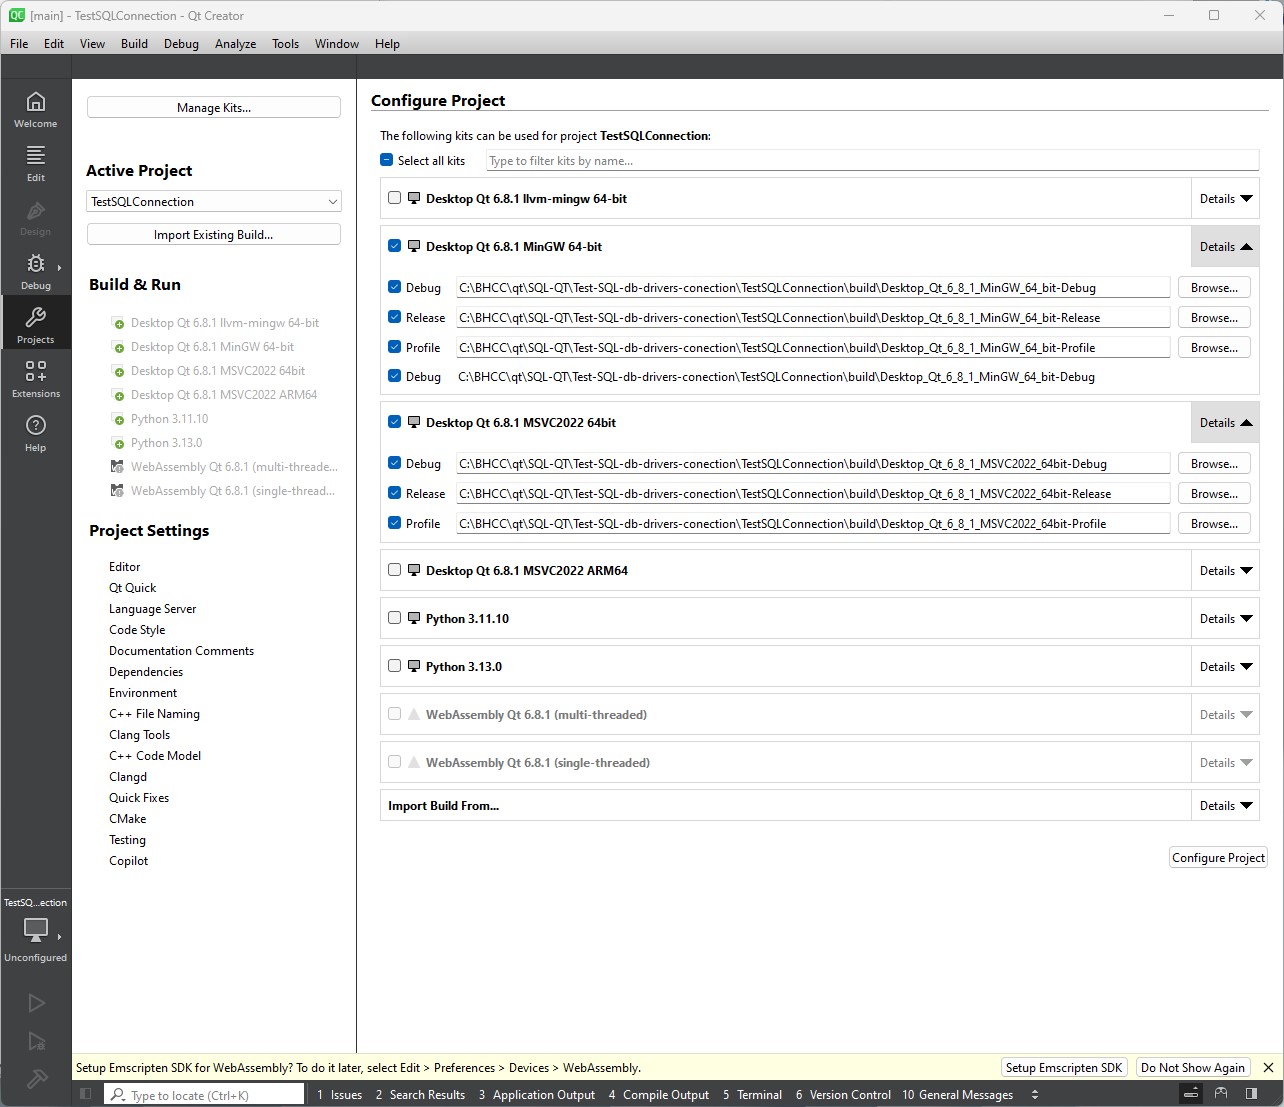 [main] - TestSQLConnection - Qt Creator
File Edit View Build Debug Analyze Tools Window Help
Welcome
Edit
Design
Debug
Projects
Extensions
Help
TestSQ...ection
Unconfigured
Manage Kits...
Active Project
TestSQLConnection
Import Existing Build...
Build & Run
Desktop Qt 6.8.1 llvm-mingw 64-bit
Desktop Qt 6.8.1 MinGW 64-bit
Desktop Qt 6.8.1 MSVC2022 64bit
Desktop Qt 6.8.1 MSVC2022 ARM64
Python 3.11.10
Python 3.13.0
WebAssembly Qt 6.8.1 (multi-threade...
WebAssembly Qt 6.8.1 (single-thread...
Project Settings
Editor
Qt Quick
Language Server
Code Style
Documentation Comments
Dependencies
Environment
C++ File Naming
Clang Tools
C++ Code Model
Clangd
Quick Fixes
CMake
Testing
Copilot
Configure Project
The following kits can be used for project TestSQLConnection:
Select all kits Type to filter kits by name...
Desktop Qt 6.8.1 llvm-mingw 64-bit Details
Desktop Qt 6.8.1 MinGW 64-bit Details
Debug C:\BHCC\qt\SQL-QT\Test-SQL-db-drivers-conection\TestSQLConnection\build\Desktop_Qt_6_8_1_MinGW_64_bit-Debug Browse...
Release C:\BHCC\qt\SQL-QT\Test-SQL-db-drivers-conection\TestSQLConnection\build\Desktop_Qt_6_8_1_MinGW_64_bit-Release Browse...
Profile C:\BHCC\qt\SQL-QT\Test-SQL-db-drivers-conection\TestSQLConnection\build\Desktop_Qt_6_8_1_MinGW_64_bit-Profile Browse...
Debug C:\BHCC\qt\SQL-QT\Test-SQL-db-drivers-conection\TestSQLConnection\build\Desktop_Qt_6_8_1_MinGW_64_bit-Debug
Desktop Qt 6.8.1 MSVC2022 64bit Details
Debug C:\BHCC\qt\SQL-QT\Test-SQL-db-drivers-conection\TestSQLConnection\build\Desktop_Qt_6_8_1_MSVC2022_64bit-Debug Browse...
Release C:\BHCC\qt\SQL-QT\Test-SQL-db-drivers-conection\TestSQLConnection\build\Desktop_Qt_6_8_1_MSVC2022_64bit-Release Browse...
Profile C:\BHCC\qt\SQL-QT\Test-SQL-db-drivers-conection\TestSQLConnection\build\Desktop_Qt_6_8_1_MSVC2022_64bit-Profile Browse...
Desktop Qt 6.8.1 MSVC2022 ARM64 Details
Python 3.11.10 Details
Python 3.13.0 Details
WebAssembly Qt 6.8.1 (multi-threaded) Details
WebAssembly Qt 6.8.1 (single-threaded) Details
Import Build From... Details
Configure Project
Setup Emscripten SDK for WebAssembly? To do it later, select Edit > Preferences > Devices > WebAssembly. Setup Emscripten SDK Do Not Show Again
Type to locate (Ctrl+K) 1 Issues 2 Search Results 3 Application Output 4 Compile Output 5 Terminal 6 Version Control 10 General Messages